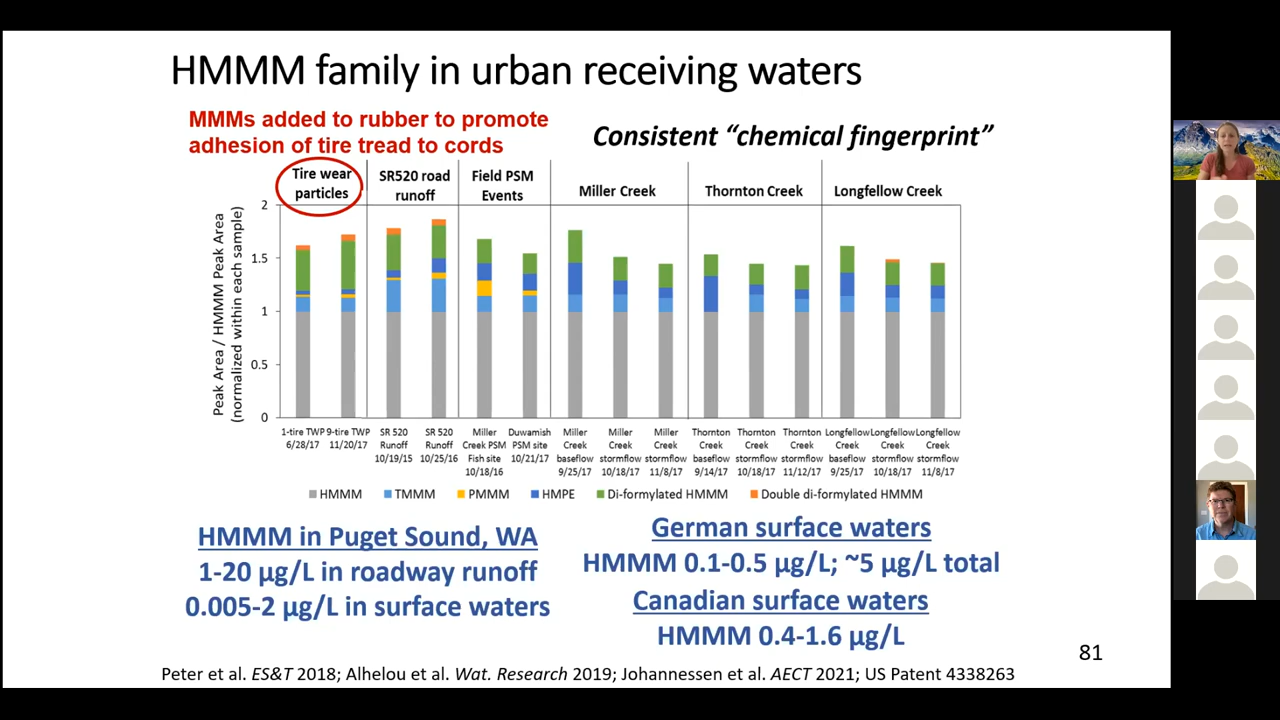 HMMM family in urban receiving waters
MMMs added to rubber to promote
adhesion of tire tread to cords
Consistent “chemical fingerprint”
Tire wear
particles
SR520 road
runoff
Field PSM
Events
Miller Creek
Thornton Creek
Longfellow Creek
Peak Area / HMMM Peak Area
(normalized within each sample)
2
1.5
1
0.5
0
1-tire TWP
6/28/17
9-tire TWP
11/20/17
SR 520
Runoff
10/19/15
SR 520
Runoff
10/25/16
Miller
Creek PSM
Fish site
10/18/16
Duwamish
PSM site
10/21/17
Miller
Creek
baseflow
9/25/17
Miller
Creek
stormflow
10/18/17
Miller
Creek
stormflow
11/8/17
Thornton
Creek
baseflow
9/14/17
Thornton
Creek
stormflow
10/18/17
Thornton
Creek
stormflow
11/12/17
Longfellow
Creek
baseflow
9/25/17
Longfellow
Creek
stormflow
10/18/17
Longfellow
Creek
stormflow
11/8/17
HMMM TMMM PMMM HMPE Di-formylated HMMM Double di-formylated HMMM
HMMM in Puget Sound, WA
1-20 µg/L in roadway runoff
0.005-2 µg/L in surface waters
German surface waters
HMMM 0.1-0.5 µg/L; ~5 µg/L total
Canadian surface waters
HMMM 0.4-1.6 µg/L
81
Peter et al. ES&T 2018; Alhelou et al. Wat. Research 2019; Johannessen et al. AECT 2021; US Patent 4338263